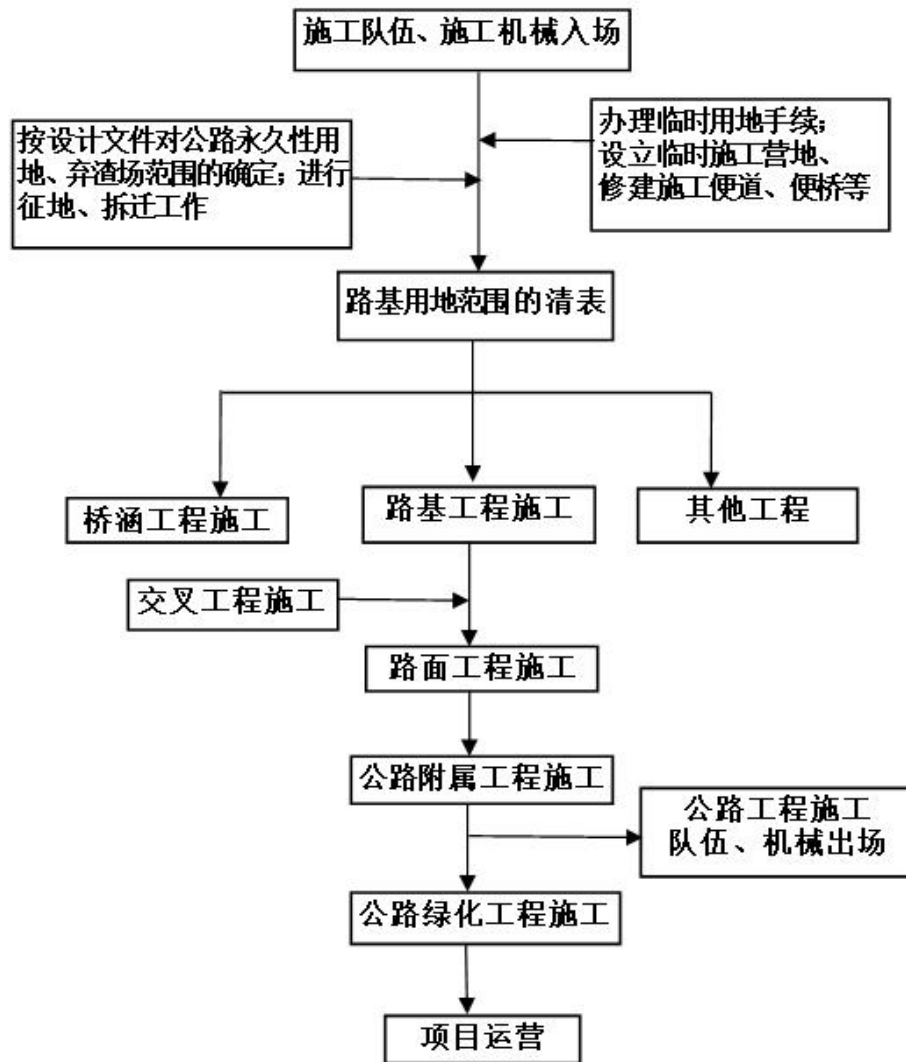 施工队伍、施工机械入场
按设计文件对公路永久性用
地、弃渣场范围的确定；进行
征地、拆迁工作
办理临时用地手续；
设立临时施工营地、
修建施工便道、便桥等
路基用地范围的清表
桥涵工程施工
路基工程施工
其他工程
交叉工程施工
路面工程施工
公路附属工程施工
公路工程施工
队伍、机械出场
公路绿化工程施工
项目运营